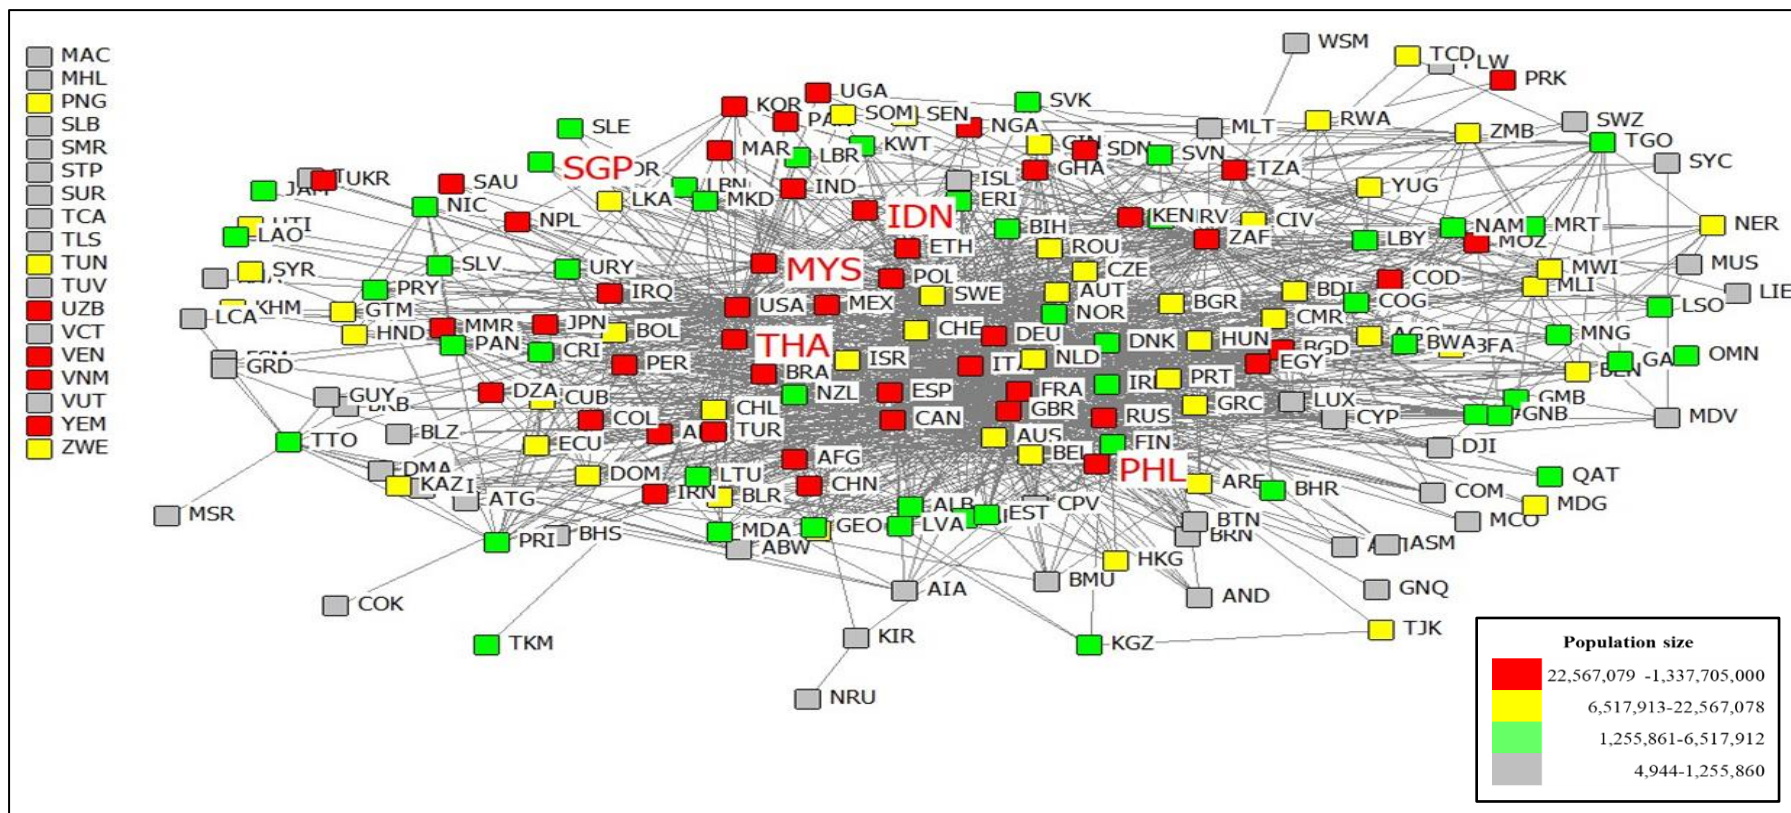 MAC
MHL
PNG
SLB
SMR
STP
SUR
TCA
TLS
TUN
TUV
UZB
VCT
VEN
VNM
VUT
YEM
ZWE
WSM
TCD
PRK
UGA
KOR
SOM
SEN
SVK
NGA
RWA
ZMB
SWZ
TGO
SLE
MLT
MAR
LBR
KWT
SDN
SVN
SYC
SGP
GHA
TZA
UKR
SAU
IND
ISL
YUG
NIC
LKA
MKD
ERI
IDN
KEN
CIV
NAM
MRT
NER
NPL
BIH
ZAF
LBY
MOZ
LAO
ETH
ROU
SYR
SLV
URY
MYS
POL
CZE
COD
MWI
MUS
PRY
IRQ
SWE
AUT
BDI
MLI
LIE
KHM
GTM
USA
MEX
NOR
BGR
COG
LSO
LCA
HND
MMR
JPN
BOL
CHE
DEU
DNK
HUN
CMR
MNG
PAN
CRI
THA
ISR
NLD
BGD
BWA
OMN
GRD
PER
BRA
ITA
EGY
GUY
DZA
CUB
NZL
ESP
FRA
PRT
LUX
GMB
COL
CHL
CAN
GBR
RUS
GRC
CYP
GNB
MDV
TTO
BLZ
ECU
TUR
AUS
FIN
DJI
DMA
DOM
AFG
BEL
PHL
KAZ
LTU
CHN
ARE
BHR
QAT
ATG
IRN
BLR
COM
MDG
MSR
ALB
CPV
EST
BTN
MCO
PRI
BHS
MDA
GEO
LVA
BRN
ABW
ASM
HKG
COK
AIA
BMU
AND
GNQ
TKM
KIR
KGZ
TJK
NRU
Population size
22,567,079 -1,337,705,000
6,517,913-22,567,078
1,255,861-6,517,912
4,944-1,255,860